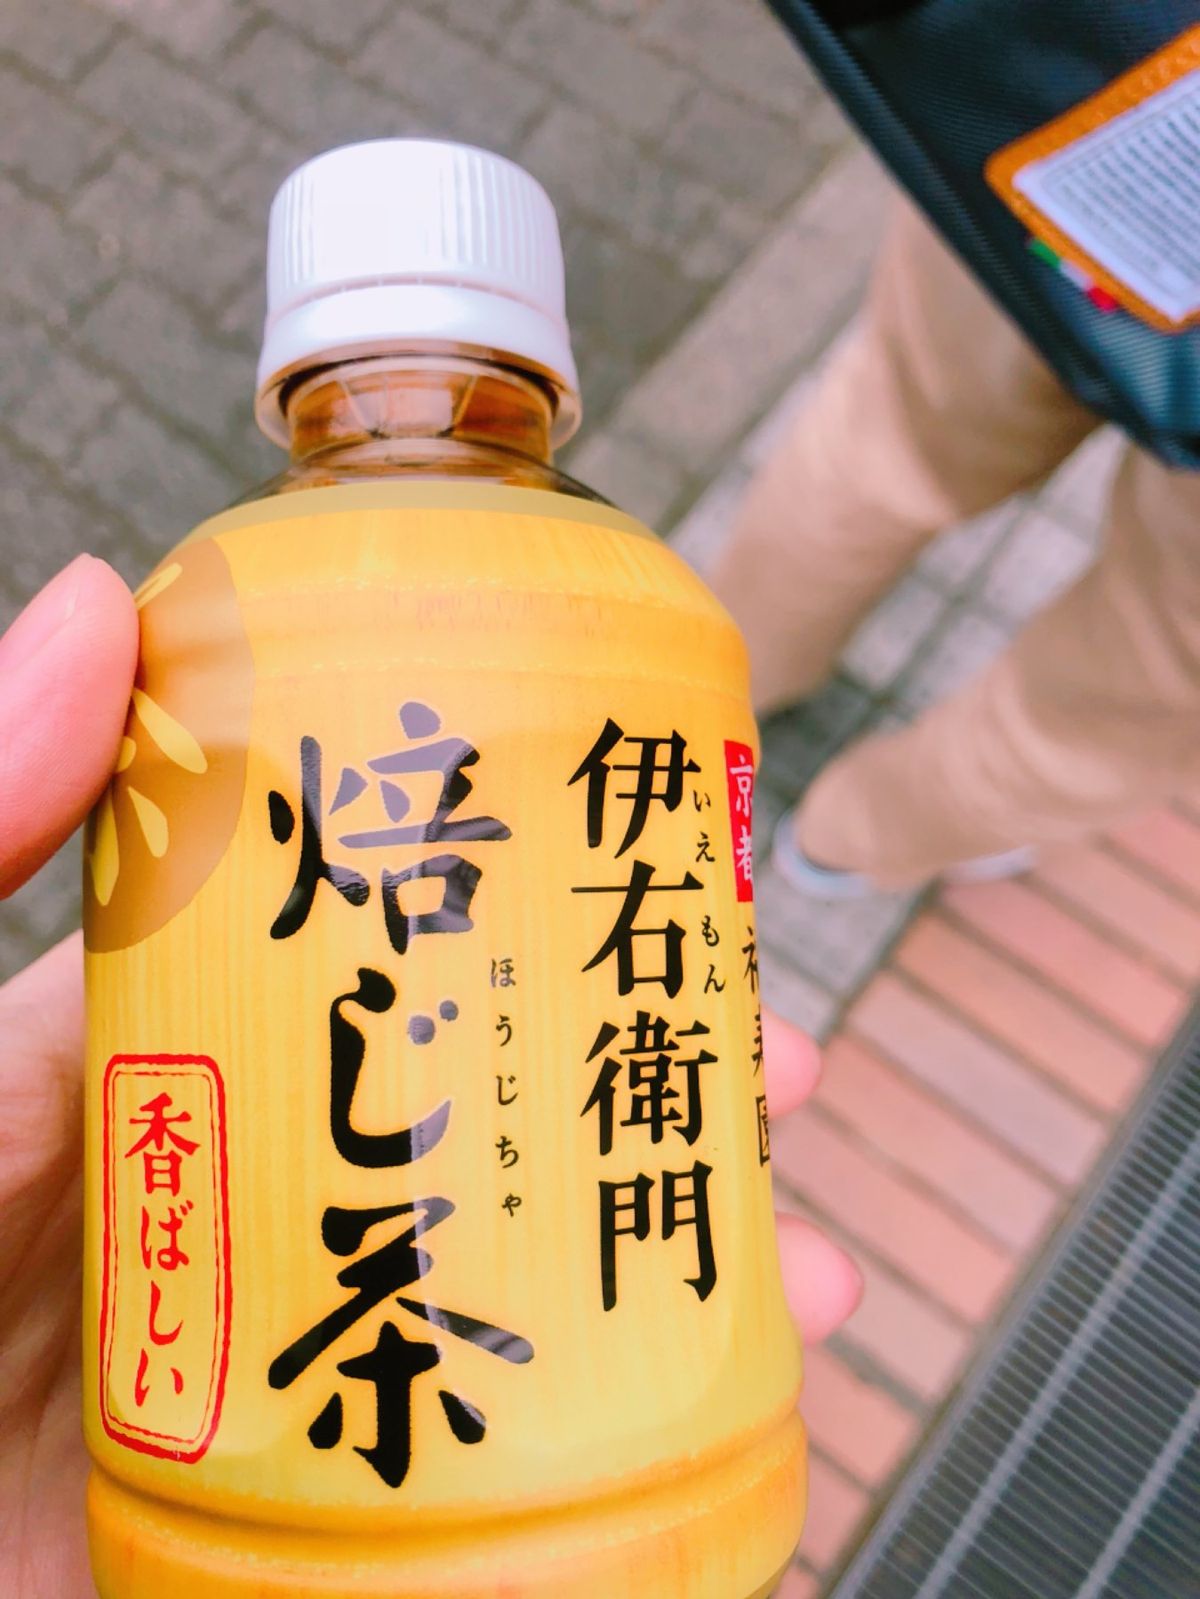 京都
福寿園
伊右衛門
いえもん
焙じ茶
ほうじちゃ
香ばしい